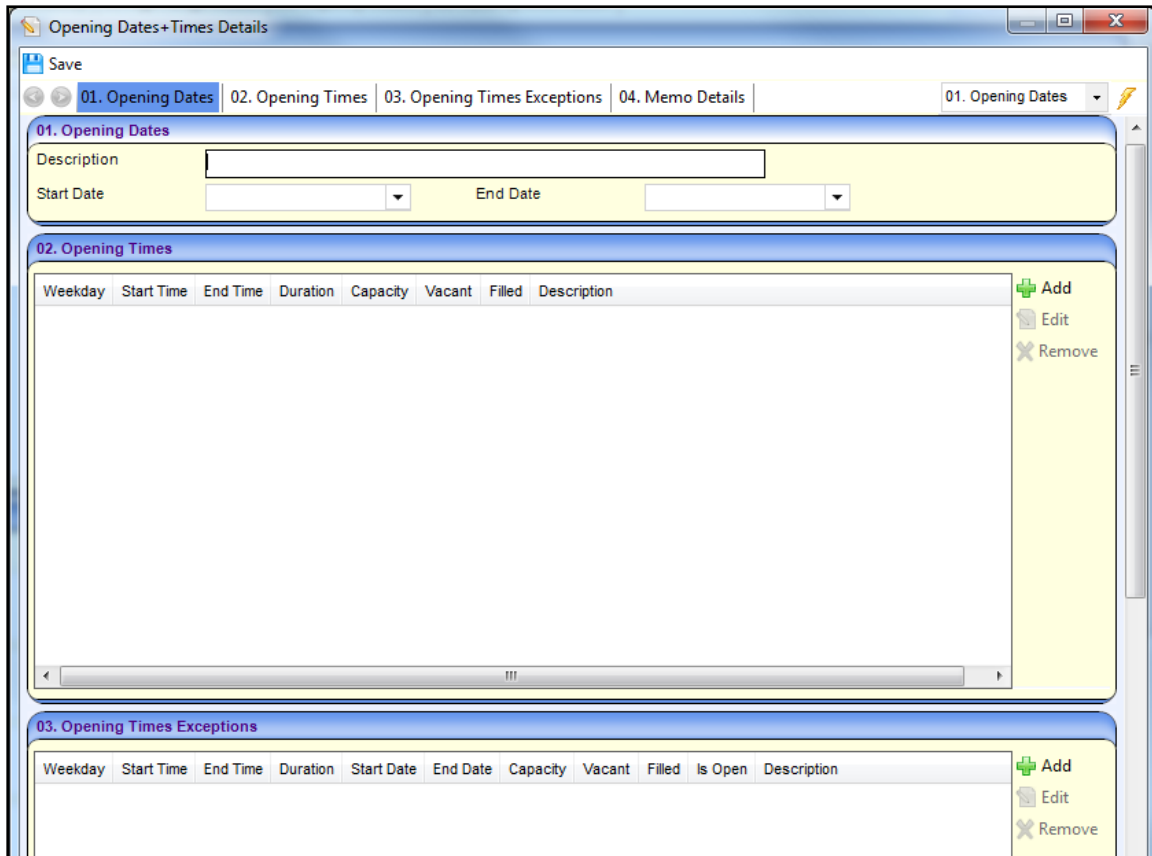 Opening Dates+Times Details
Save
01. Opening Dates 02. Opening Times 03. Opening Times Exceptions 04. Memo Details 01. Opening Dates
01. Opening Dates
Description
Start Date End Date
02. Opening Times
Weekday Start Time End Time Duration Capacity Vacant Filled Description
Add
Edit
Remove
03. Opening Times Exceptions
Weekday Start Time End Time Duration Start Date End Date Capacity Vacant Filled Is Open Description
Add
Edit
Remove